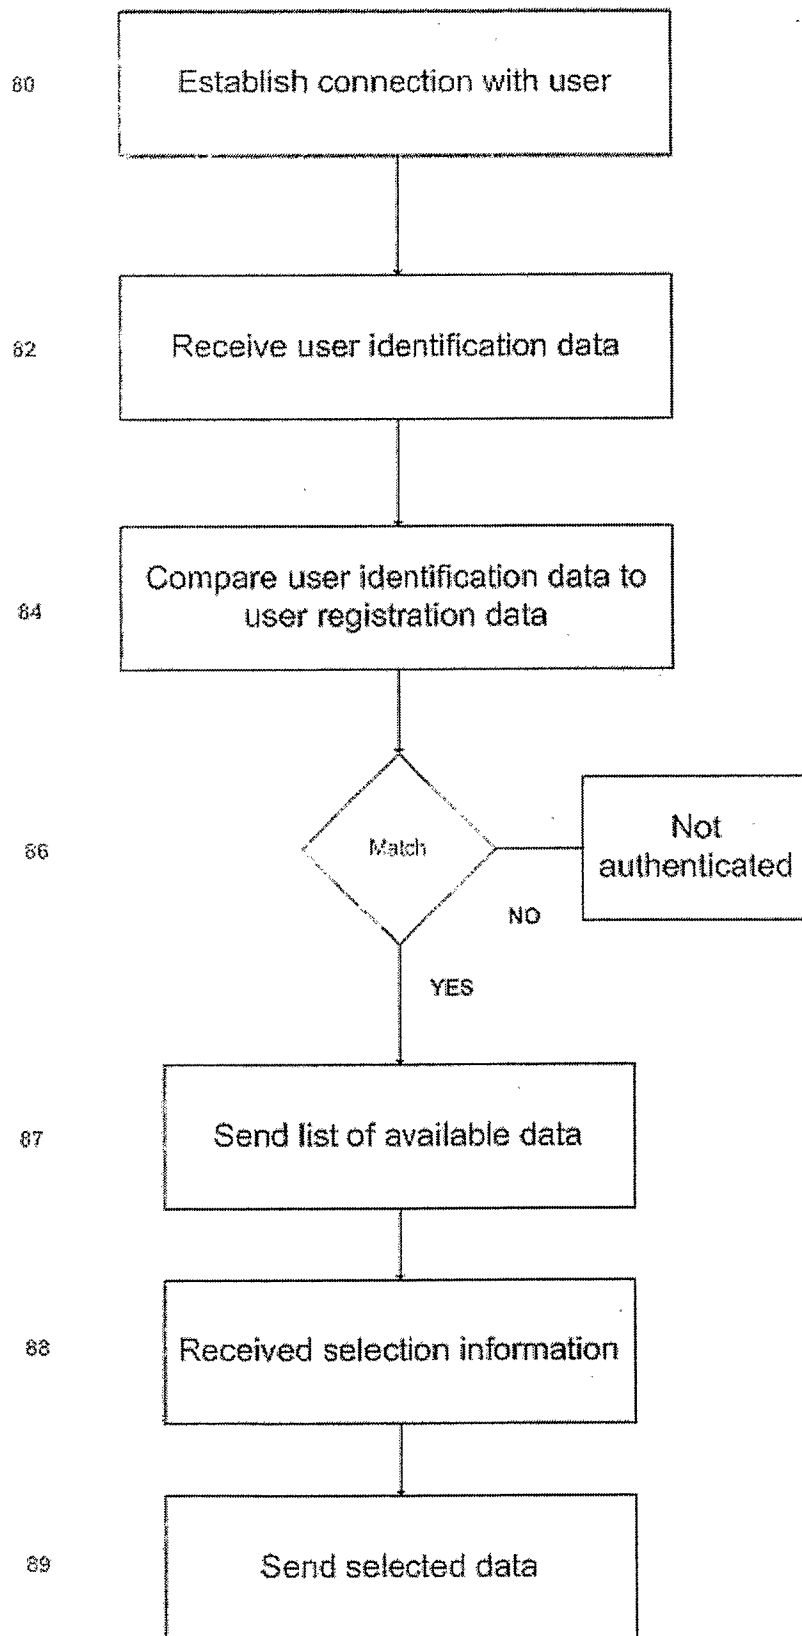 80
Establish connection with user
82
Receive user identification data
84
Compare user identification data to
user registration data
86
Match
Not
authenticated
NO
YES
87
Send list of available data
88
Received selection information
89
Send selected data